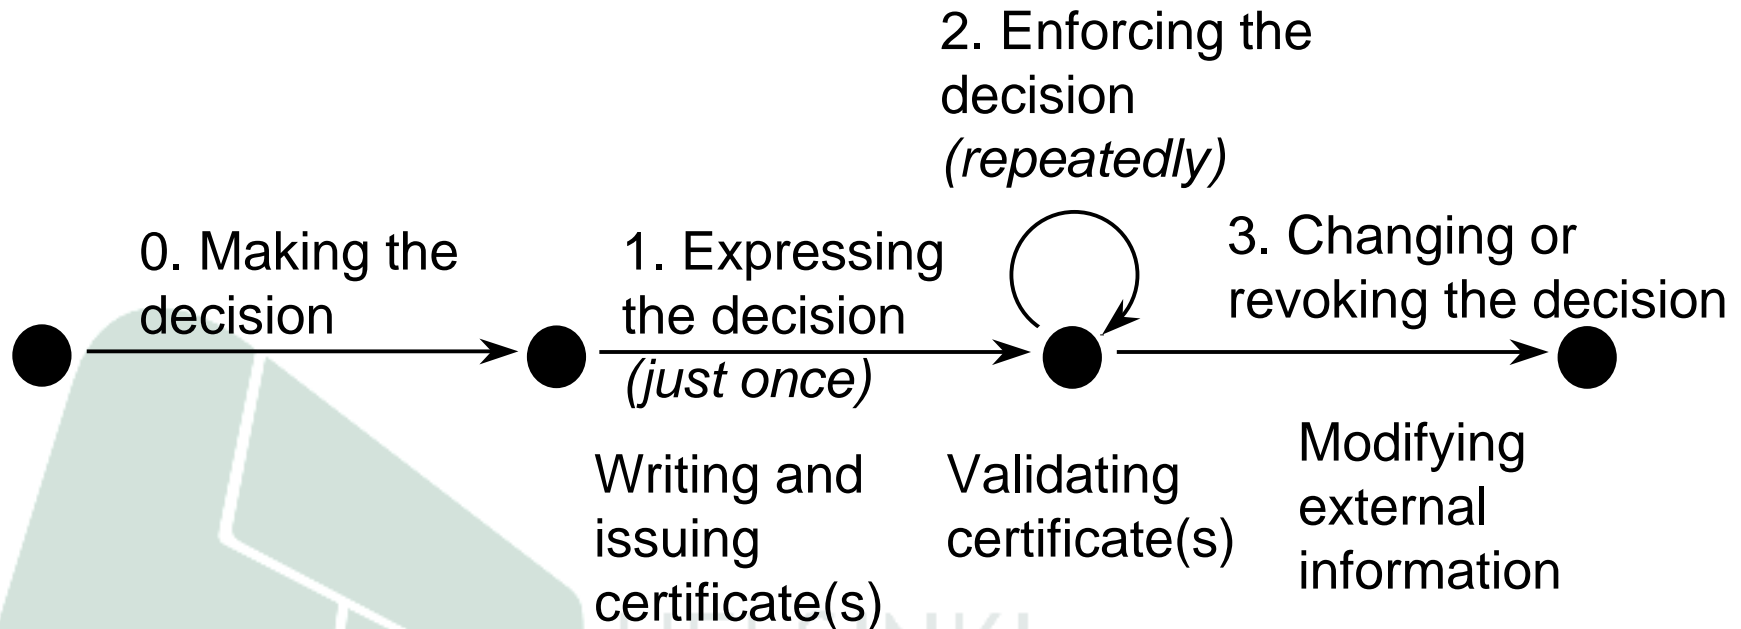 2. Enforcing the
decision
(repeatedly)
0. Making the
decision
1. Expressing
the decision
(just once)
3. Changing or
revoking the decision
Writing and
issuing
certificate(s)
Validating
certificate(s)
Modifying
external
information
HELSINKI